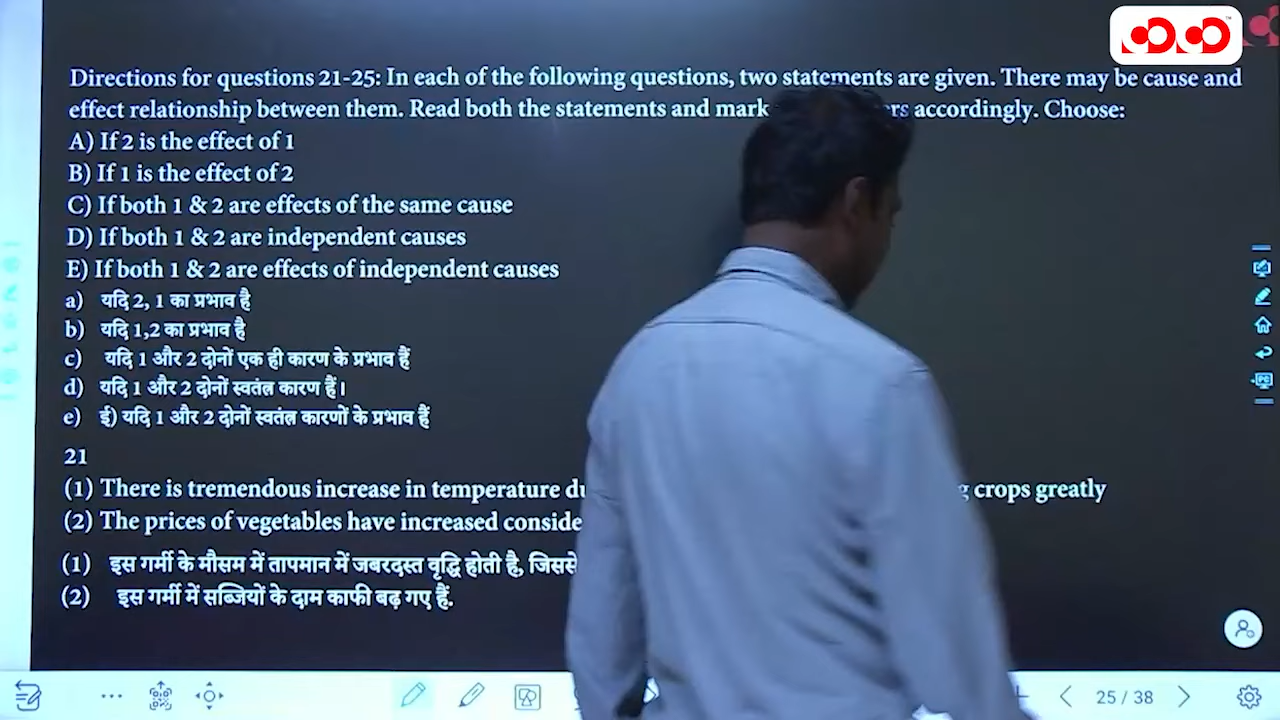 Directions for questions 21-25: In each of the following questions, two statements are given. There may be cause and
effect relationship between them. Read both the statements and mark accordingly. Choose:
A) If 2 is the effect of 1
B) If 1 is the effect of 2
C) If both 1 & 2 are effects of the same cause
D) If both 1 & 2 are independent causes
E) If both 1 & 2 are effects of independent causes
a) यदि 2, 1 का प्रभाव है
b) यदि 1,2 का प्रभाव है
c) यदि 1 और 2 दोनों एक ही कारण के प्रभाव हैं
d) यदि 1 और 2 दोनों स्वतंत्र कारण हैं।
e) ई) यदि 1 और 2 दोनों स्वतंत्र कारणों के प्रभाव हैं
21
(1) There is tremendous increase in temperature crops greatly
(2) The prices of vegetables have increased
(1) इस गर्मी के मौसम में तापमान में जबरदस्त वृद्धि होती है, जिससे
(2) इस गर्मी में सब्जियों के दाम काफी बढ़ गए हैं.
PC
25 / 38